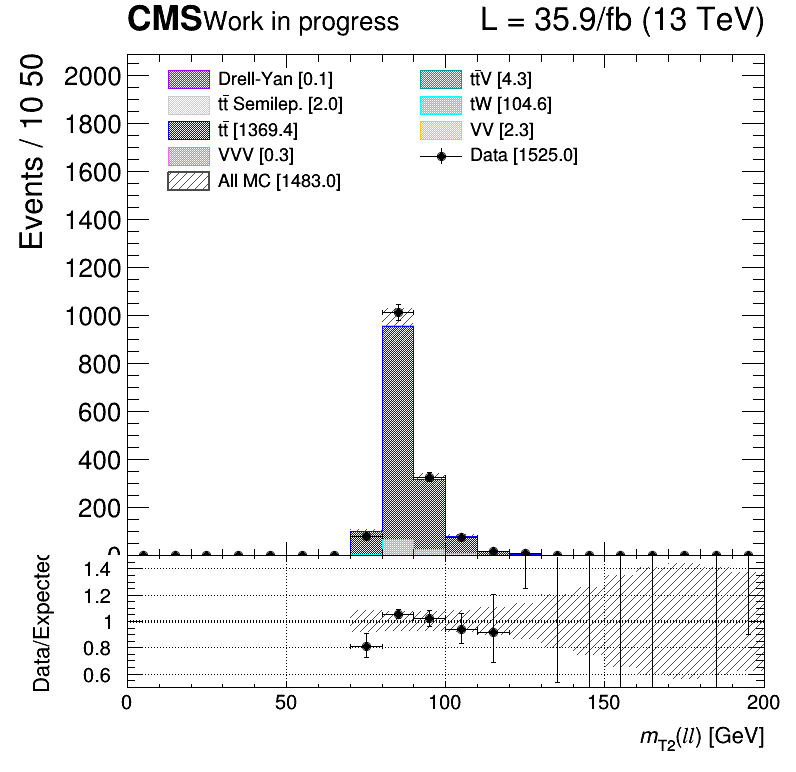 CMS Work in progress L = 35.9/fb (13 TeV)
Events / 10 50
2000
1800
1600
1400
1200
1000
800
600
400
200
0
Drell-Yan [0.1]
tt̄ Semilep. [2.0]
tt̄ [1369.4]
VVV [0.3]
All MC [1483.0]
tt̄V [4.3]
tW [104.6]
VV [2.3]
Data [1525.0]
Data/Expected
1.4
1.2
1
0.8
0.6
0 50 100 150 200
mT2(ll) [GeV]